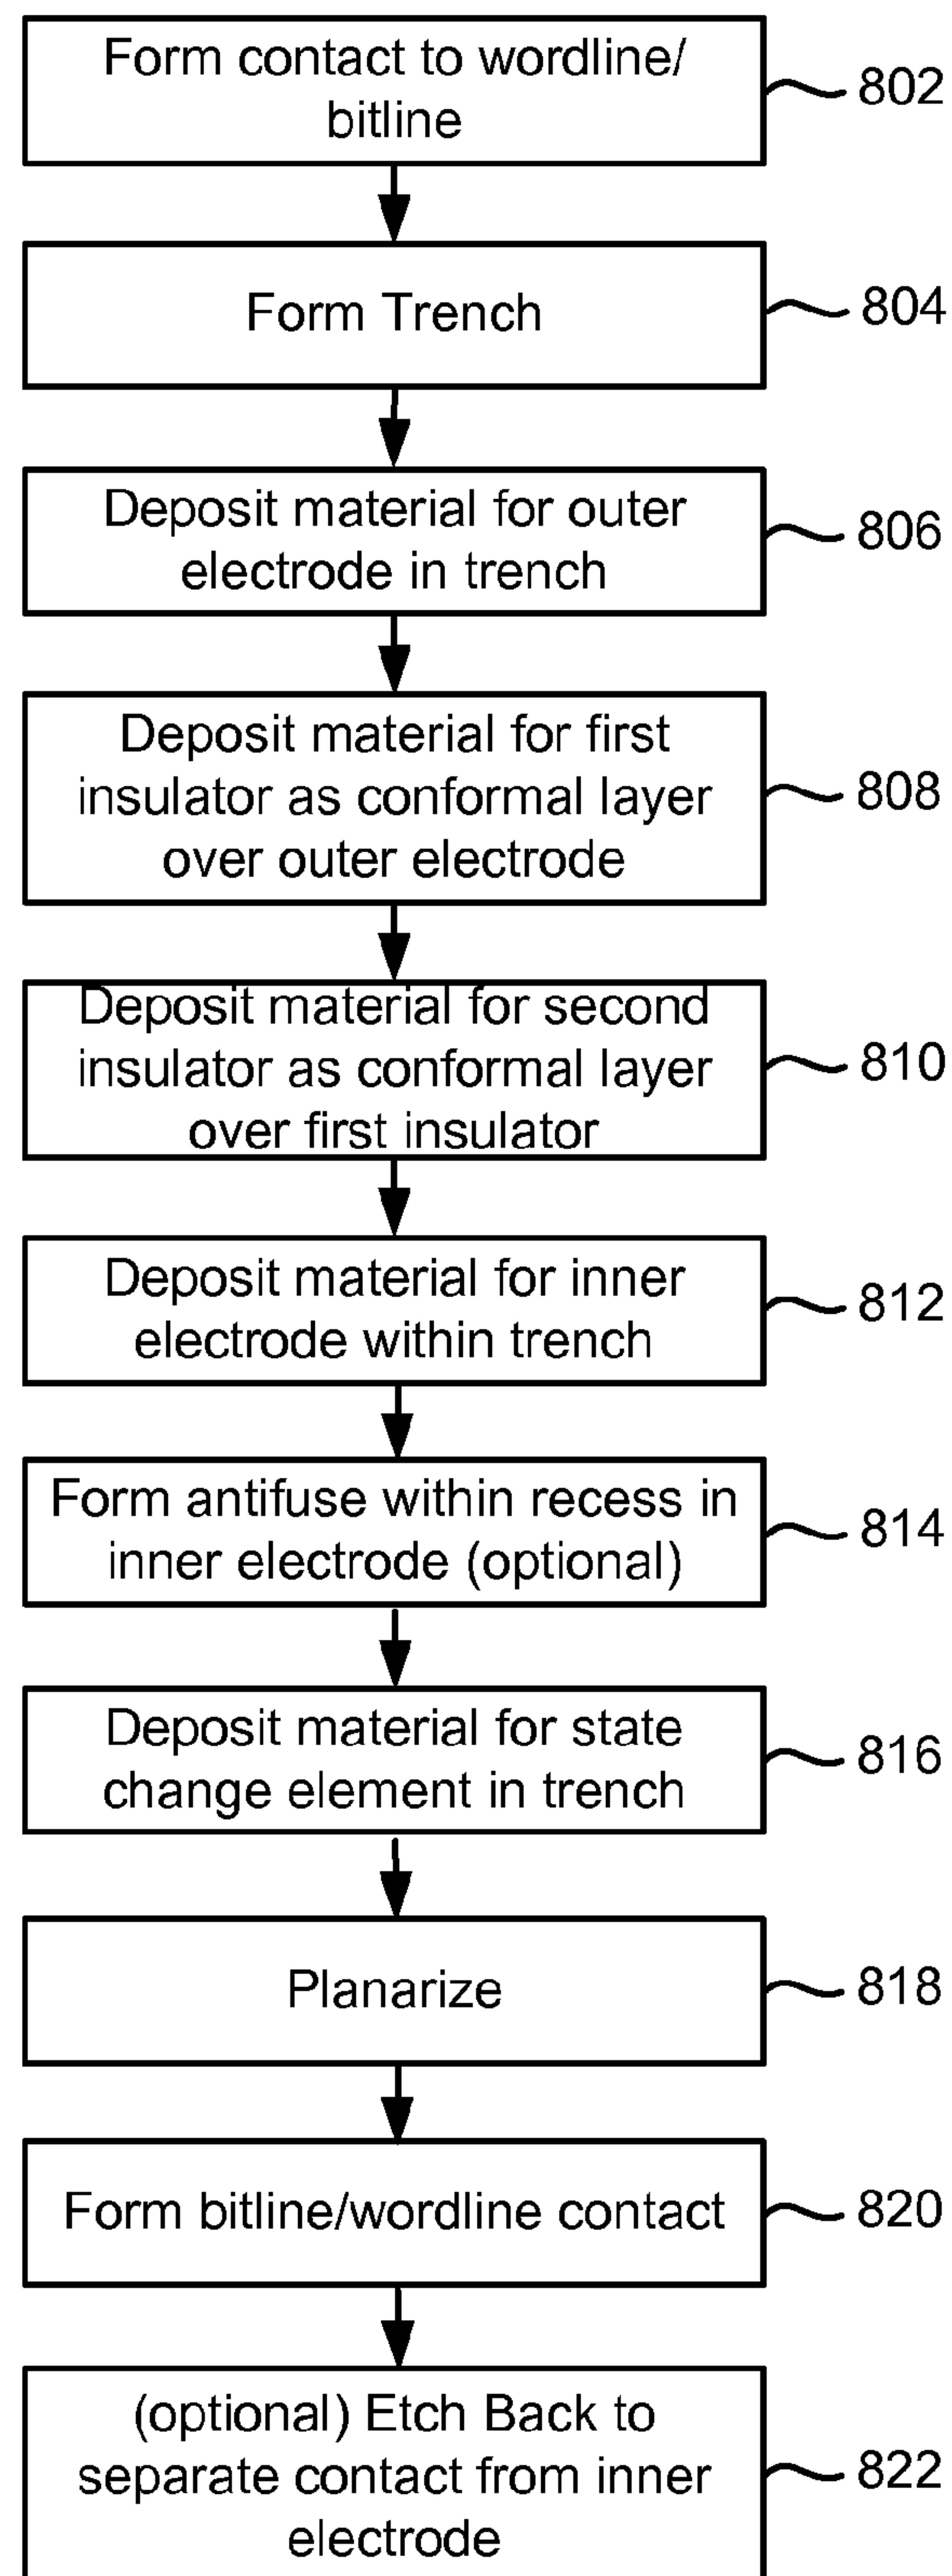 Form contact to wordline/
bitline
802
Form Trench
804
Deposit material for outer
electrode in trench
806
Deposit material for first
insulator as conformal layer
over outer electrode
808
Deposit material for second
insulator as conformal layer
over first insulator
810
Deposit material for inner
electrode within trench
812
Form antifuse within recess in
inner electrode (optional)
814
Deposit material for state
change element in trench
816
Planarize
818
Form bitline/wordline contact
820
(optional) Etch Back to
separate contact from inner
electrode
822